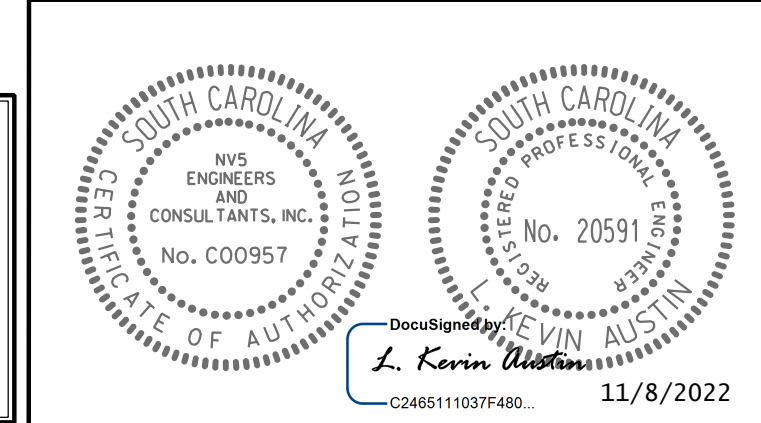 SOUTH CAROLINA
NV5
ENGINEERS
AND
CONSULTANTS, INC.
No. C00957
CERTIFICATE OF AUTHORIZATION
SOUTH CAROLINA
REGISTERED PROFESSIONAL ENGINEER
No. 20591
L. KEVIN AUSTIN
DocuSigned by:
L. Kevin Austin
C2465111037F480...
11/8/2022